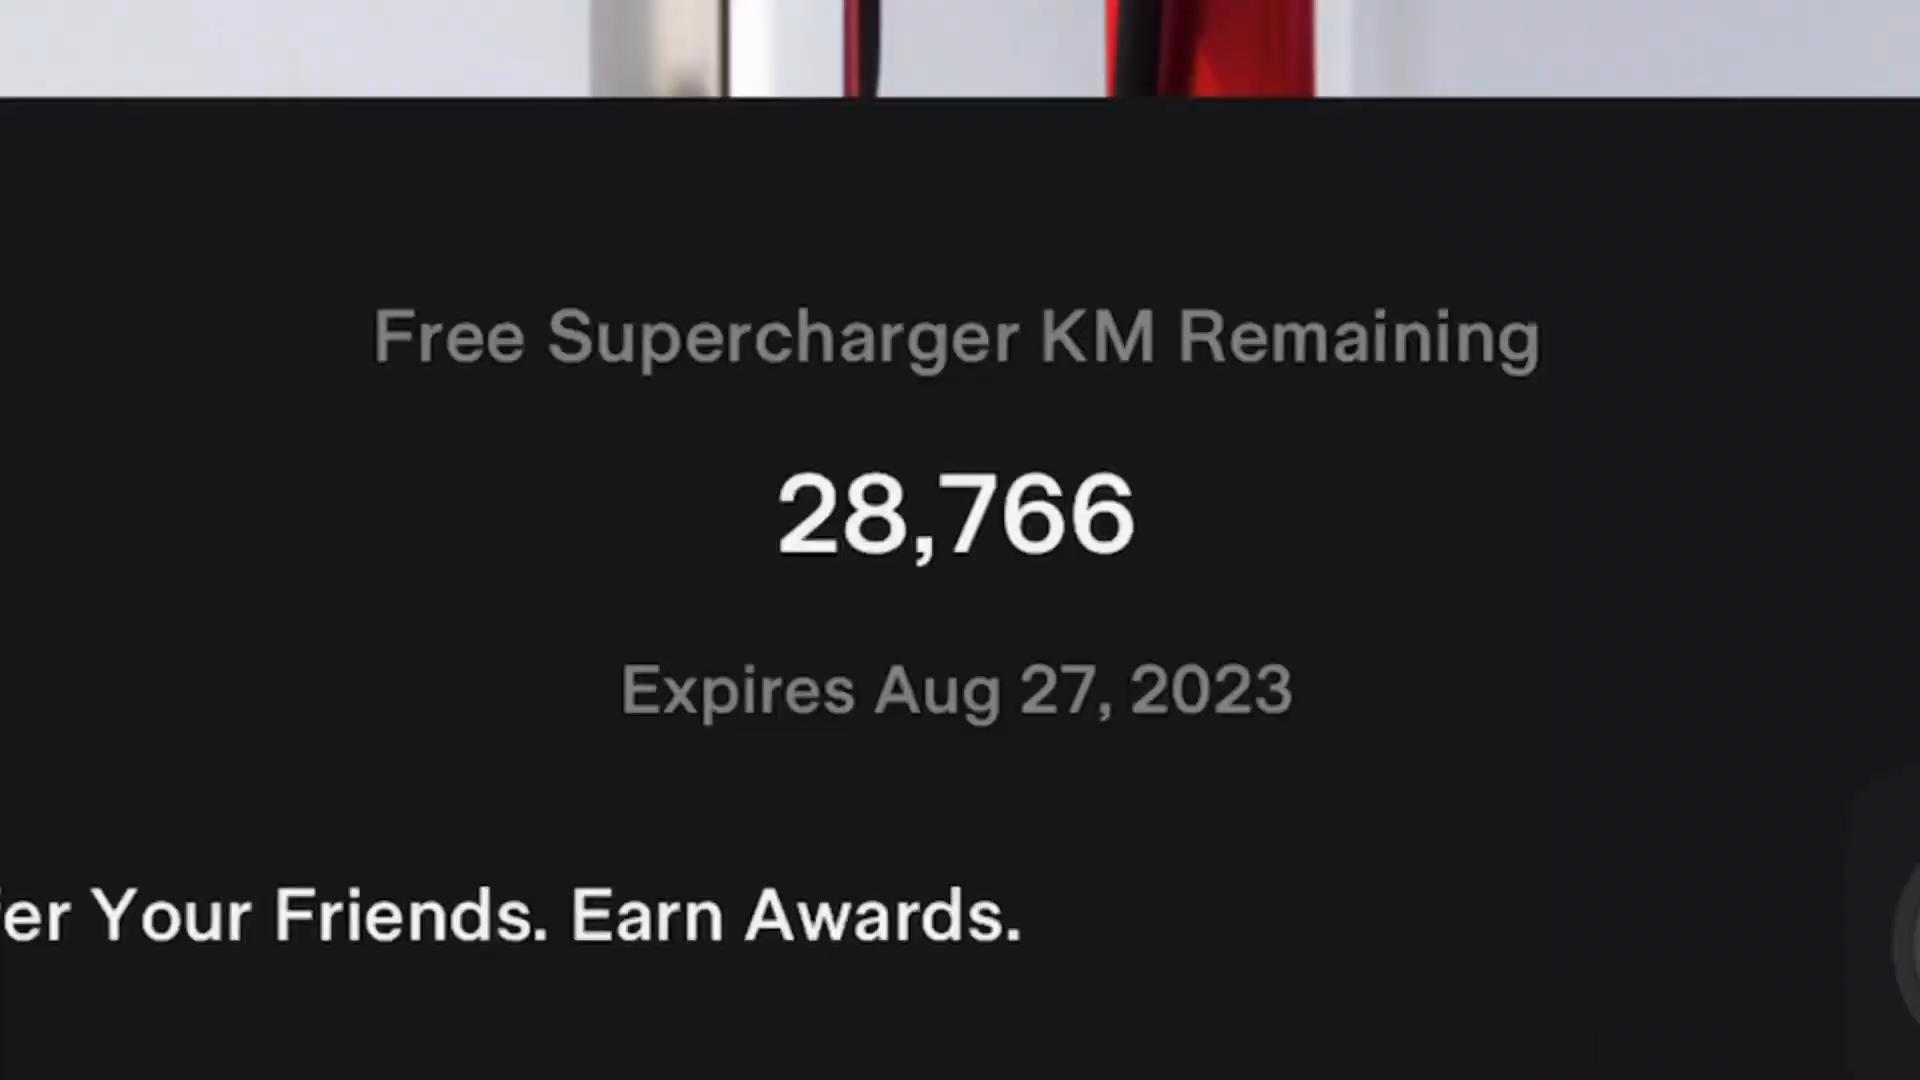 Free Supercharger KM Remaining
28,766
Expires Aug 27, 2023
er Your Friends. Earn Awards.